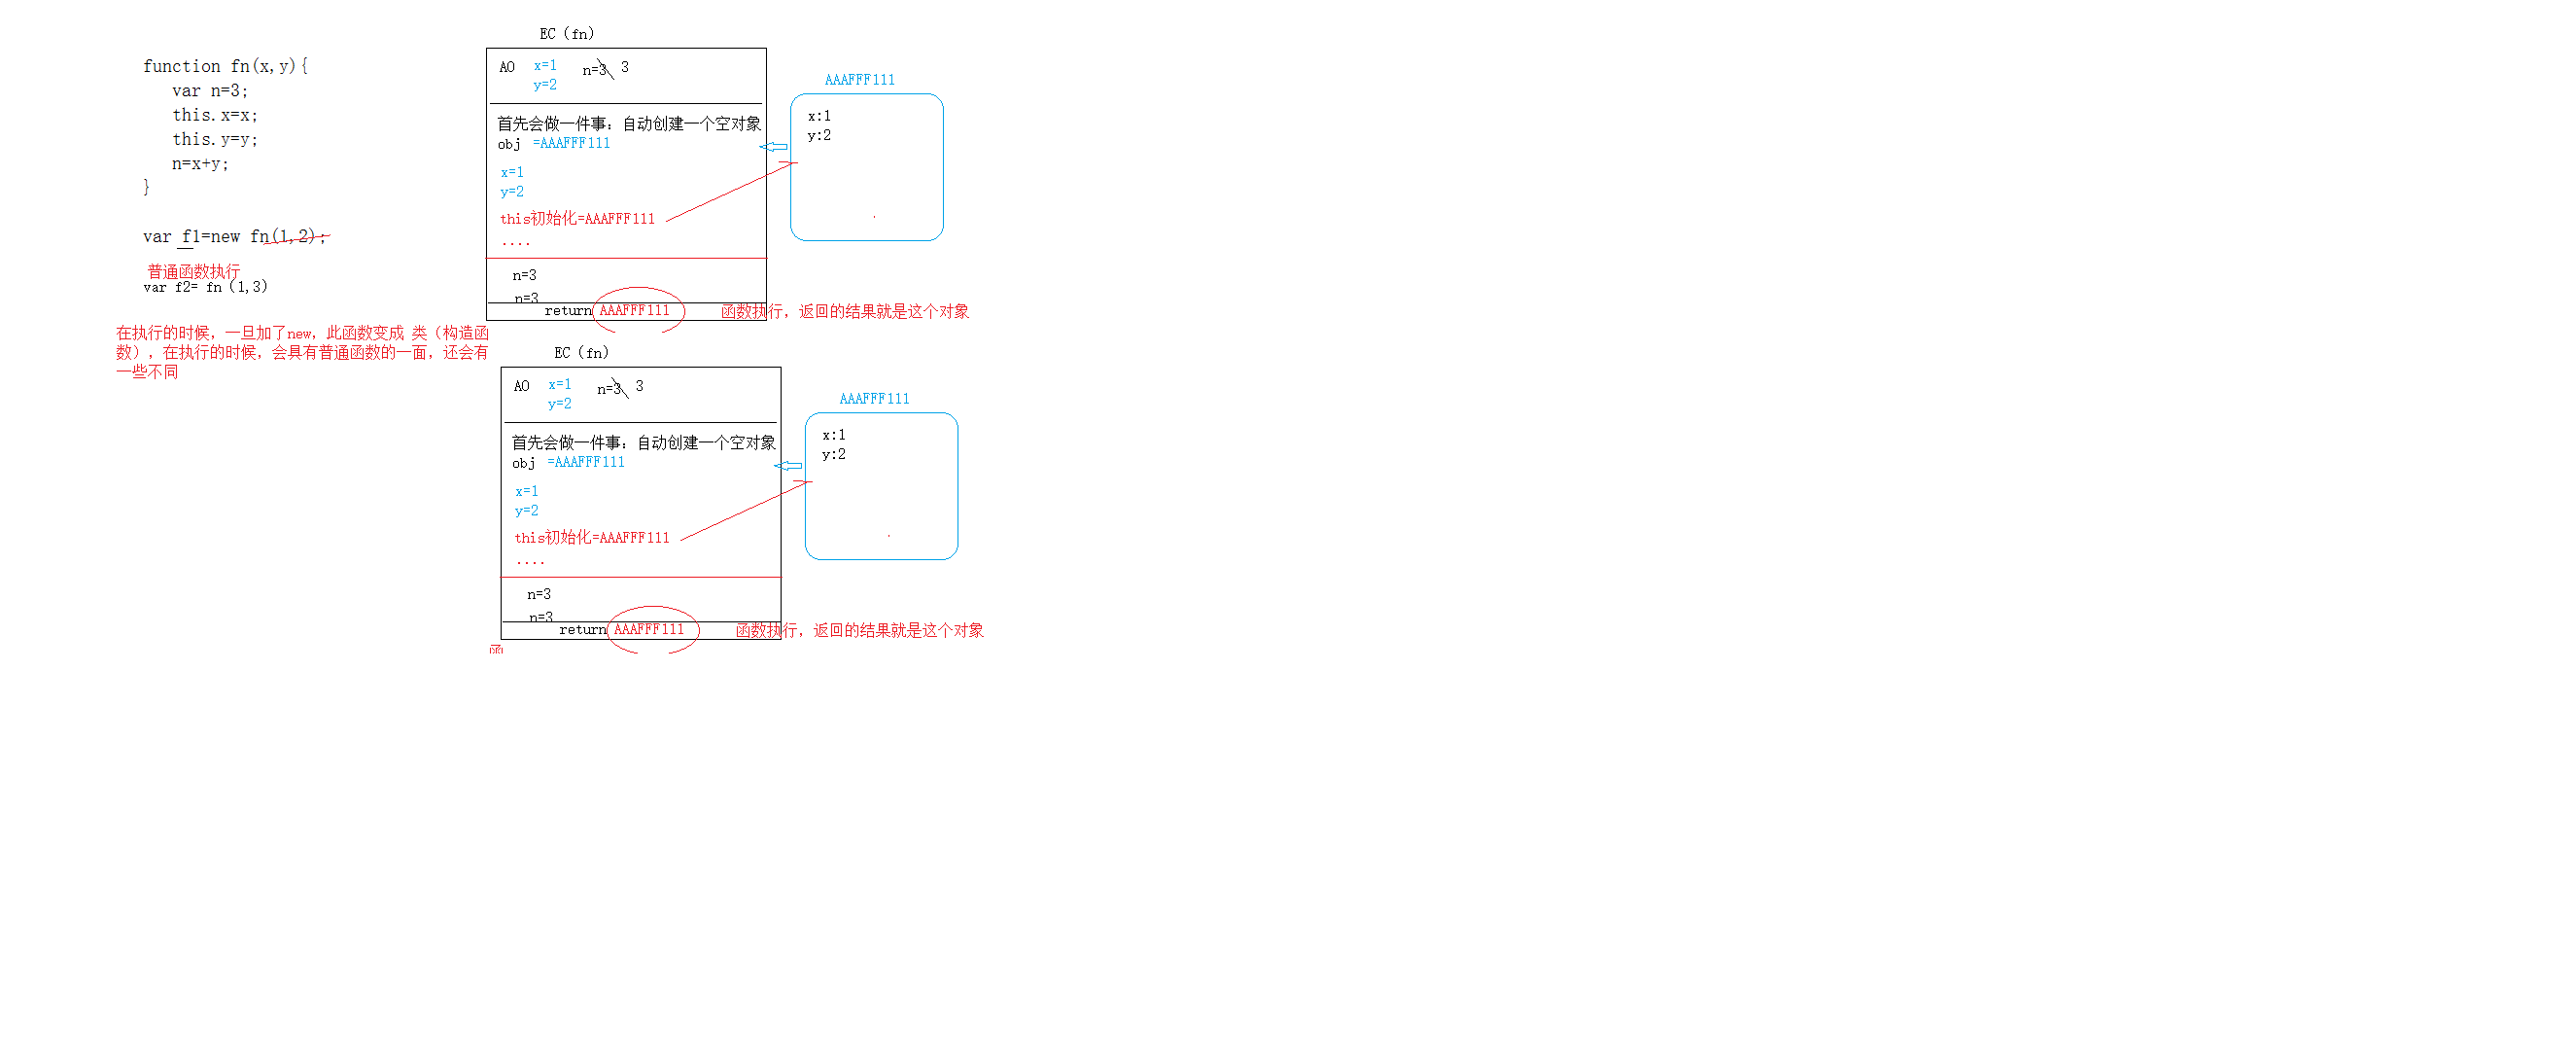 function fn(x,y){
var n=3;
this.x=x;
this.y=y;
n=x+y;
}
var f1=new fn(1,2);
普通函数执行
var f2= fn（1,3）
在执行的时候，一旦加了new，此函数变成 类（构造函
数），在执行的时候，会具有普通函数的一面，还会有
一些不同
EC（fn）
AO x=1 n=3 3
y=2
首先会做一件事：自动创建一个空对象
obj =AAAFFF111
x=1
y=2
this初始化=AAAFFF111
....
n=3
n=3
return AAAFFF111
AAAFFF111
x:1
y:2
函数执行，返回的结果就是这个对象
EC（fn）
AO x=1 n=3 3
y=2
首先会做一件事：自动创建一个空对象
obj =AAAFFF111
x=1
y=2
this初始化=AAAFFF111
....
n=3
n=3
return AAAFFF111
AAAFFF111
x:1
y:2
函数执行，返回的结果就是这个对象